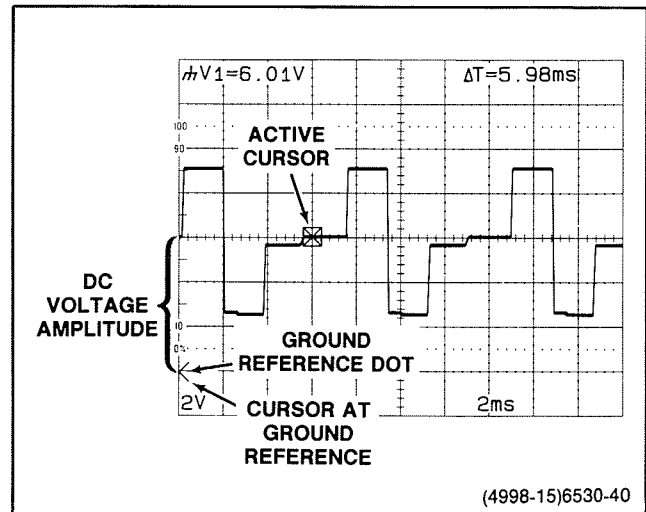 ⏛V1=6.01V
ΔT=5.98ms
100
90
ACTIVE
CURSOR
DC
VOLTAGE
AMPLITUDE
10
0%
GROUND
REFERENCE DOT
2V
2ms
CURSOR AT
GROUND
REFERENCE
(4998-15)6530-40